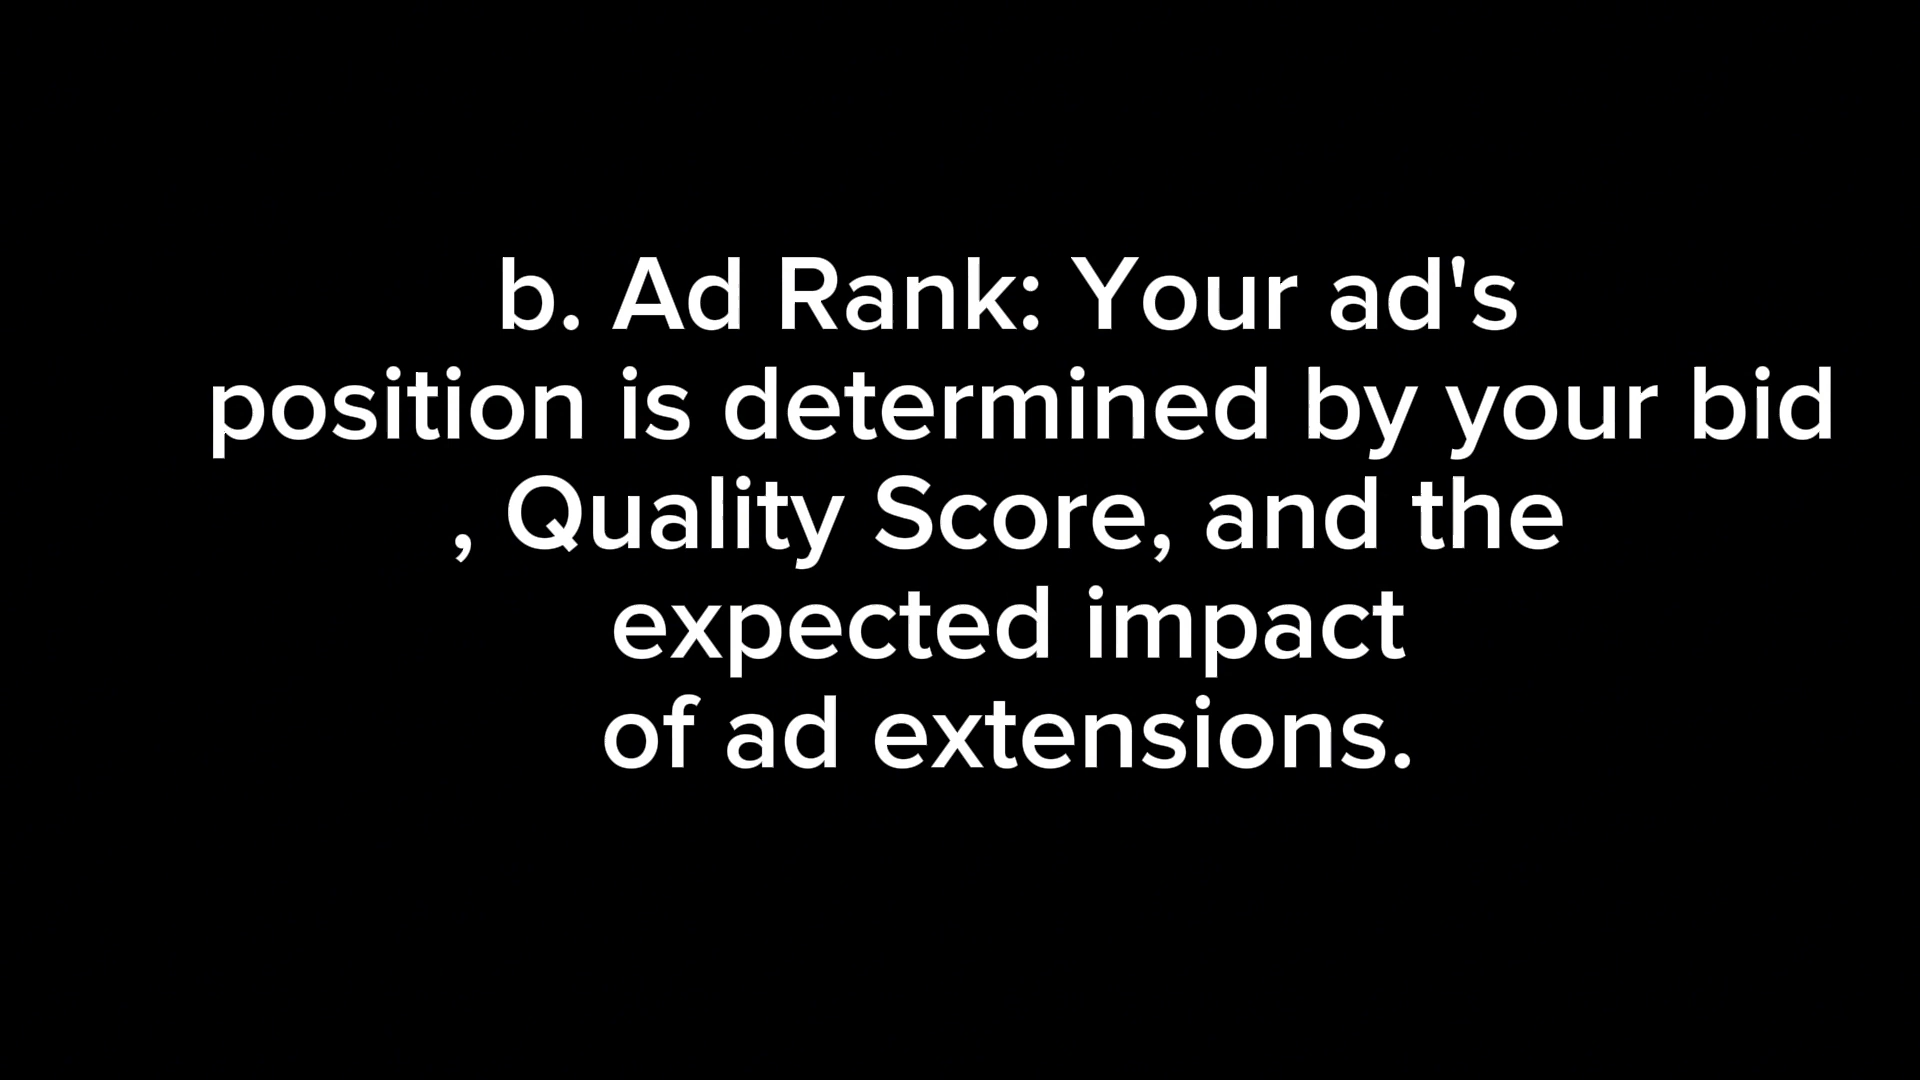 b. Ad Rank: Your ad's
position is determined by your bid
, Quality Score, and the
expected impact
of ad extensions.